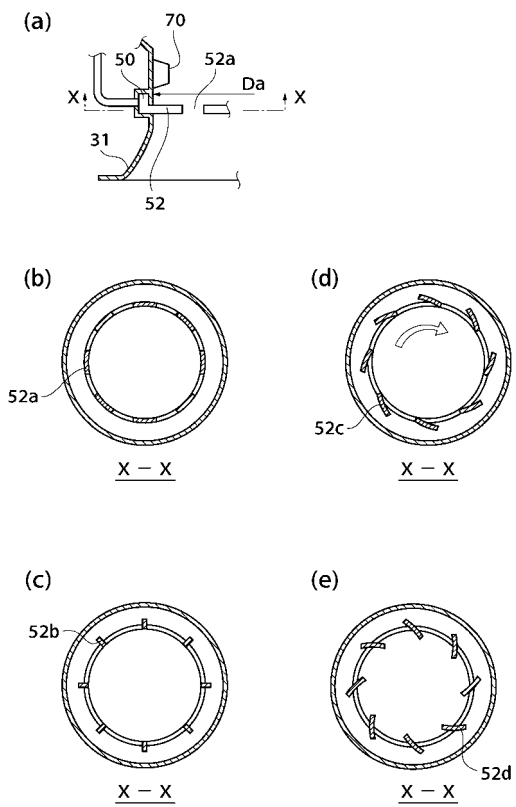 (a)
70
50
52a
Da
X
X
31
52
(b)
52a
X – X
(d)
52c
X – X
(c)
52b
X – X
(e)
52d
X – X